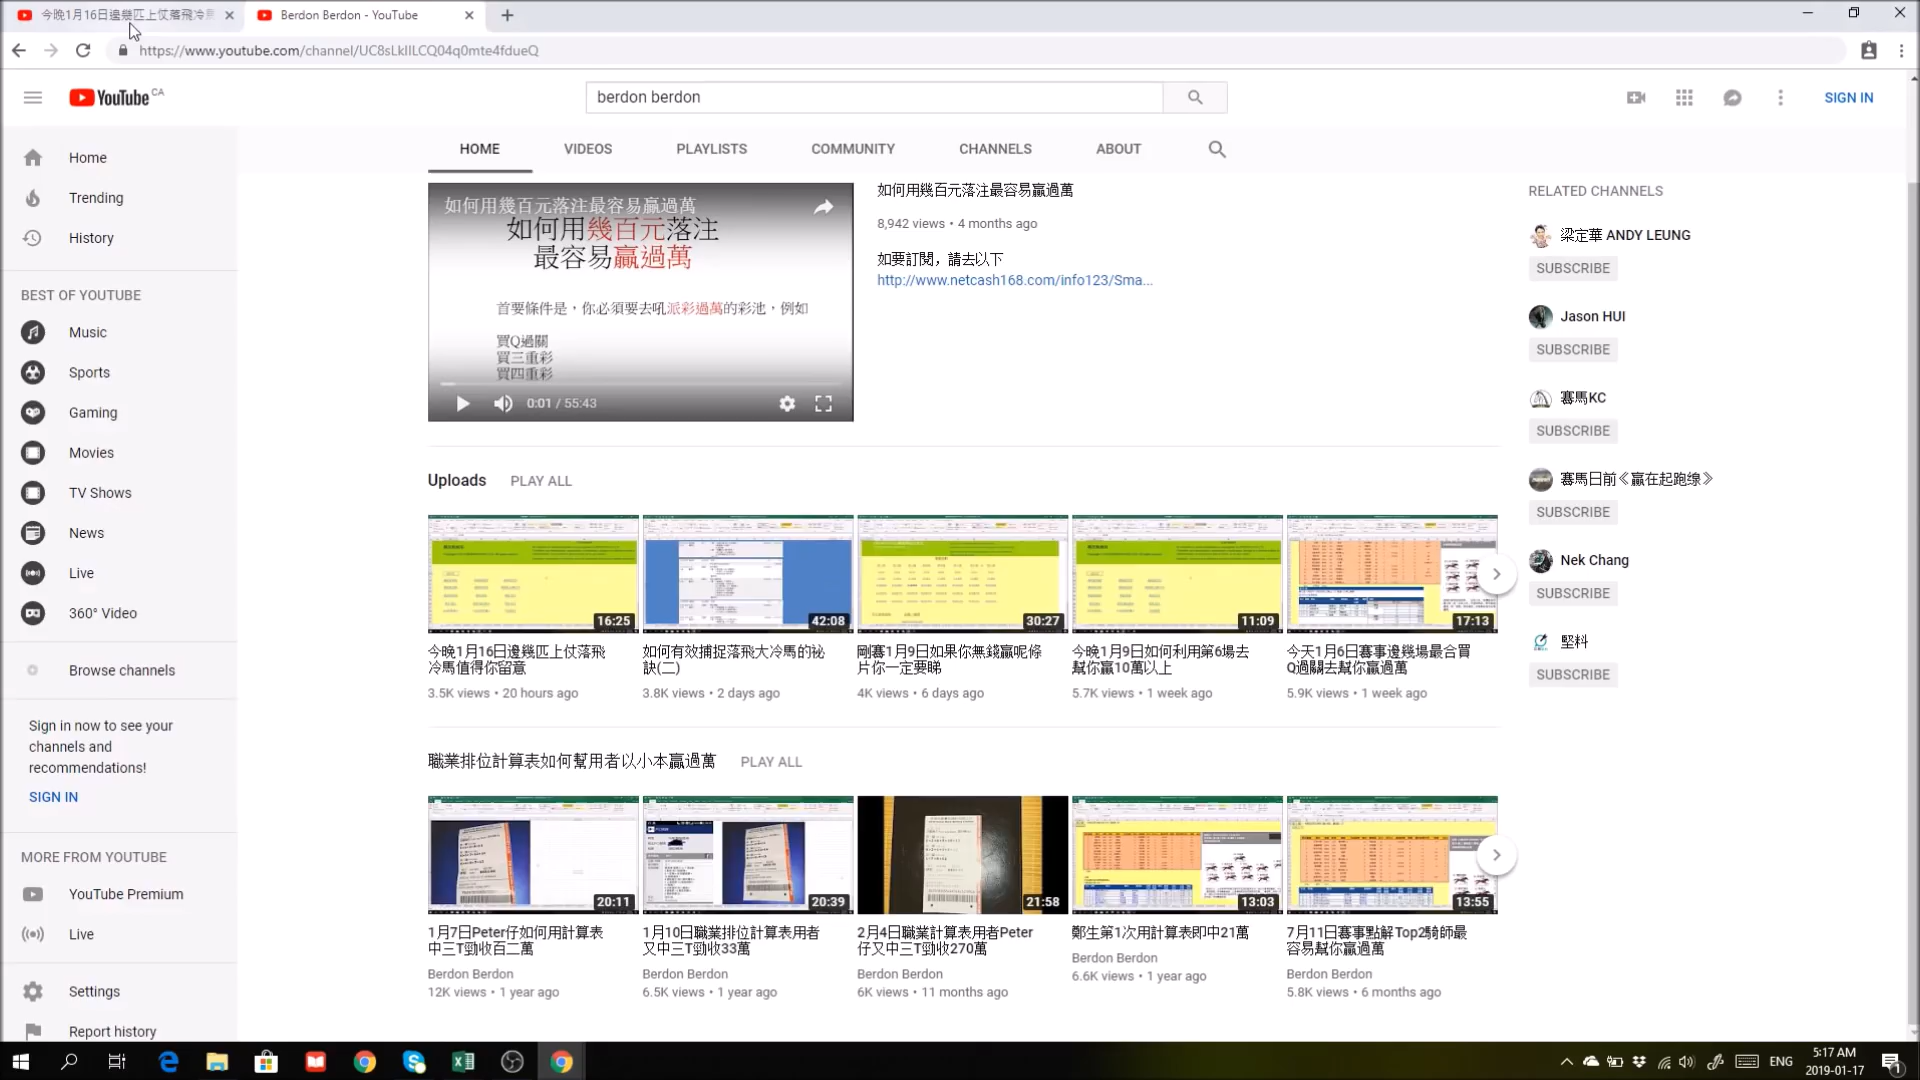 今晚1月16日邊幾匹上仗落飛冷馬
Berdon Berdon - YouTube
https://www.youtube.com/channel/UC8sLkIlLCQ04q0mte4fdueQ
YouTube CA
berdon berdon
SIGN IN
HOME
VIDEOS
PLAYLISTS
COMMUNITY
CHANNELS
ABOUT
Home
Trending
History
BEST OF YOUTUBE
Music
Sports
Gaming
Movies
TV Shows
News
Live
360° Video
Browse channels
Sign in now to see your
channels and
recommendations!
SIGN IN
MORE FROM YOUTUBE
YouTube Premium
Live
Settings
Report history
如何用幾百元落注最容易贏過萬
如何用幾百元落注
最容易贏過萬
首要條件是，你必須要去吼派彩過萬的彩池，例如
買Q過關
買三重彩
買四重彩
0:01 / 55:43
如何用幾百元落注最容易贏過萬
8,942 views • 4 months ago
如要訂閱，請去以下
http://www.netcash168.com/info123/Sma...
Uploads
PLAY ALL
16:25
42:08
30:27
11:09
17:13
今晚1月16日邊幾匹上仗落飛
冷馬值得你留意
3.5K views • 20 hours ago
如何有效捕捉落飛大冷馬的祕
訣(二)
3.8K views • 2 days ago
剛賽1月9日如果你無錢贏呢條
片你一定要睇
4K views • 6 days ago
今晚1月9日如何利用第6場去
幫你贏10萬以上
5.7K views • 1 week ago
今天1月6日賽事邊幾場最合買
Q過關去幫你贏過萬
5.9K views • 1 week ago
職業排位計算表如何幫用者以小本贏過萬
PLAY ALL
20:11
20:39
21:58
13:03
13:55
1月7日Peter仔如何用計算表
中三T勁收百二萬
Berdon Berdon
12K views • 1 year ago
1月10日職業排位計算表用者
又中三T勁收33萬
Berdon Berdon
6.5K views • 1 year ago
2月4日職業計算表用者Peter
仔又中三T勁收270萬
Berdon Berdon
6K views • 11 months ago
鄭生第1次用計算表即中21萬
Berdon Berdon
6.6K views • 1 year ago
7月11日賽事點解Top2騎師最
容易幫你贏過萬
Berdon Berdon
5.8K views • 6 months ago
RELATED CHANNELS
梁定華 ANDY LEUNG
SUBSCRIBE
Jason HUI
SUBSCRIBE
賽馬KC
SUBSCRIBE
賽馬日前《贏在起跑缐》
SUBSCRIBE
Nek Chang
SUBSCRIBE
堅料
SUBSCRIBE
ENG
5:17 AM
2019-01-17
1